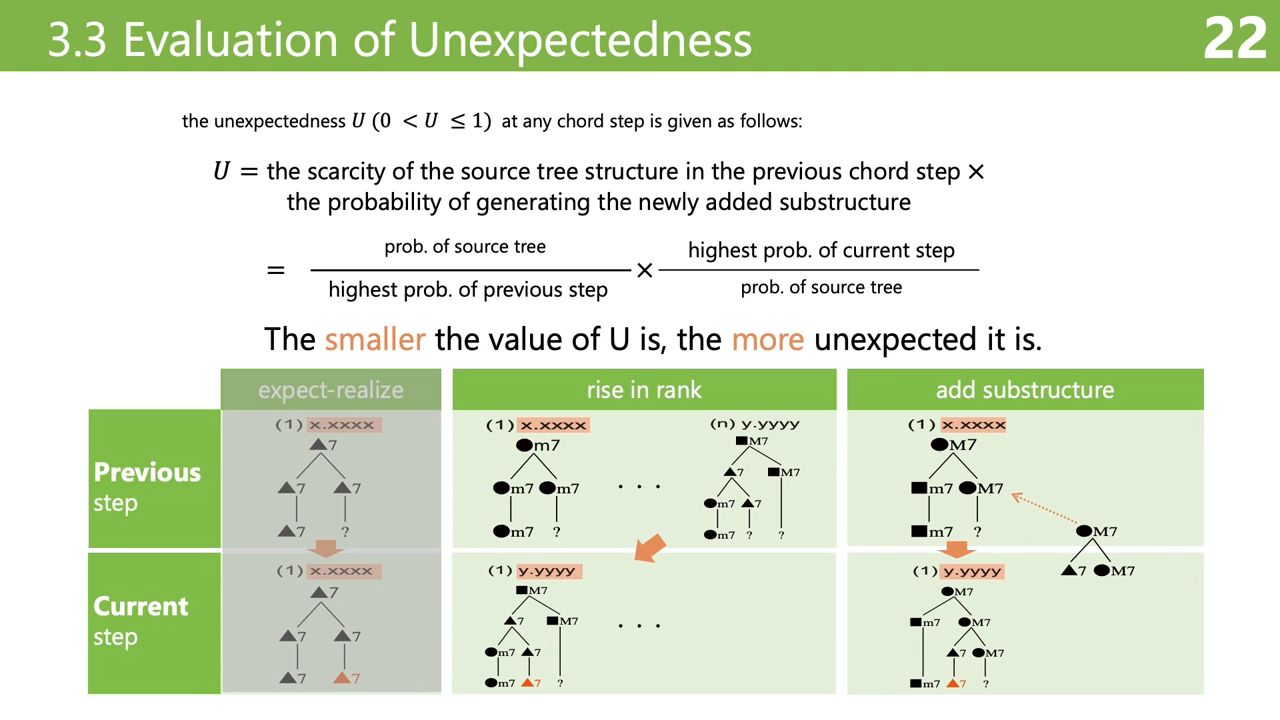 3.3 Evaluation of Unexpectedness
22
the unexpectedness U (0 < U ≤ 1) at any chord step is given as follows:
U = the scarcity of the source tree structure in the previous chord step ×
the probability of generating the newly added substructure
= prob. of source tree / highest prob. of previous step × highest prob. of current step / prob. of source tree
The smaller the value of U is, the more unexpected it is.
expect-realize
rise in rank
add substructure
Previous
step
(1) x.xxxx
▲7
▲7 ▲7
▲7 ?
(1) x.xxxx
●m7
●m7 ●m7
●m7 ?
· · ·
(n) y.yyyy
■M7
▲7 ■M7
●m7 ▲7
●m7 ? ?
(1) x.xxxx
●M7
■m7 ●M7
■m7 ?
●M7
▲7 ●M7
Current
step
(1) x.xxxx
▲7
▲7 ▲7
▲7 ▲7
(1) y.yyyy
■M7
▲7 ■M7
●m7 ▲7
●m7 ▲7 ?
· · ·
(1) y.yyyy
●M7
■m7 ●M7
▲7 ●M7
■m7 ▲7 ?